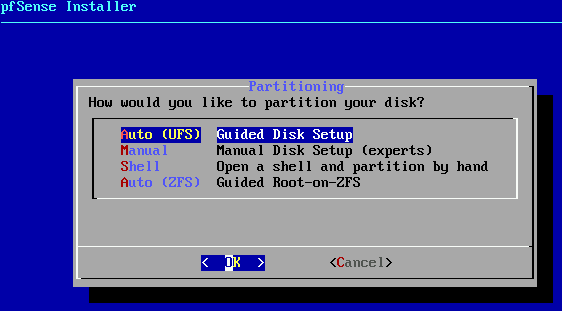 pfSense Installer
Partitioning
How would you like to partition your disk?
Auto (UFS) Guided Disk Setup
Manual Manual Disk Setup (experts)
Shell Open a shell and partition by hand
Auto (ZFS) Guided Root-on-ZFS
< OK > <Cancel>